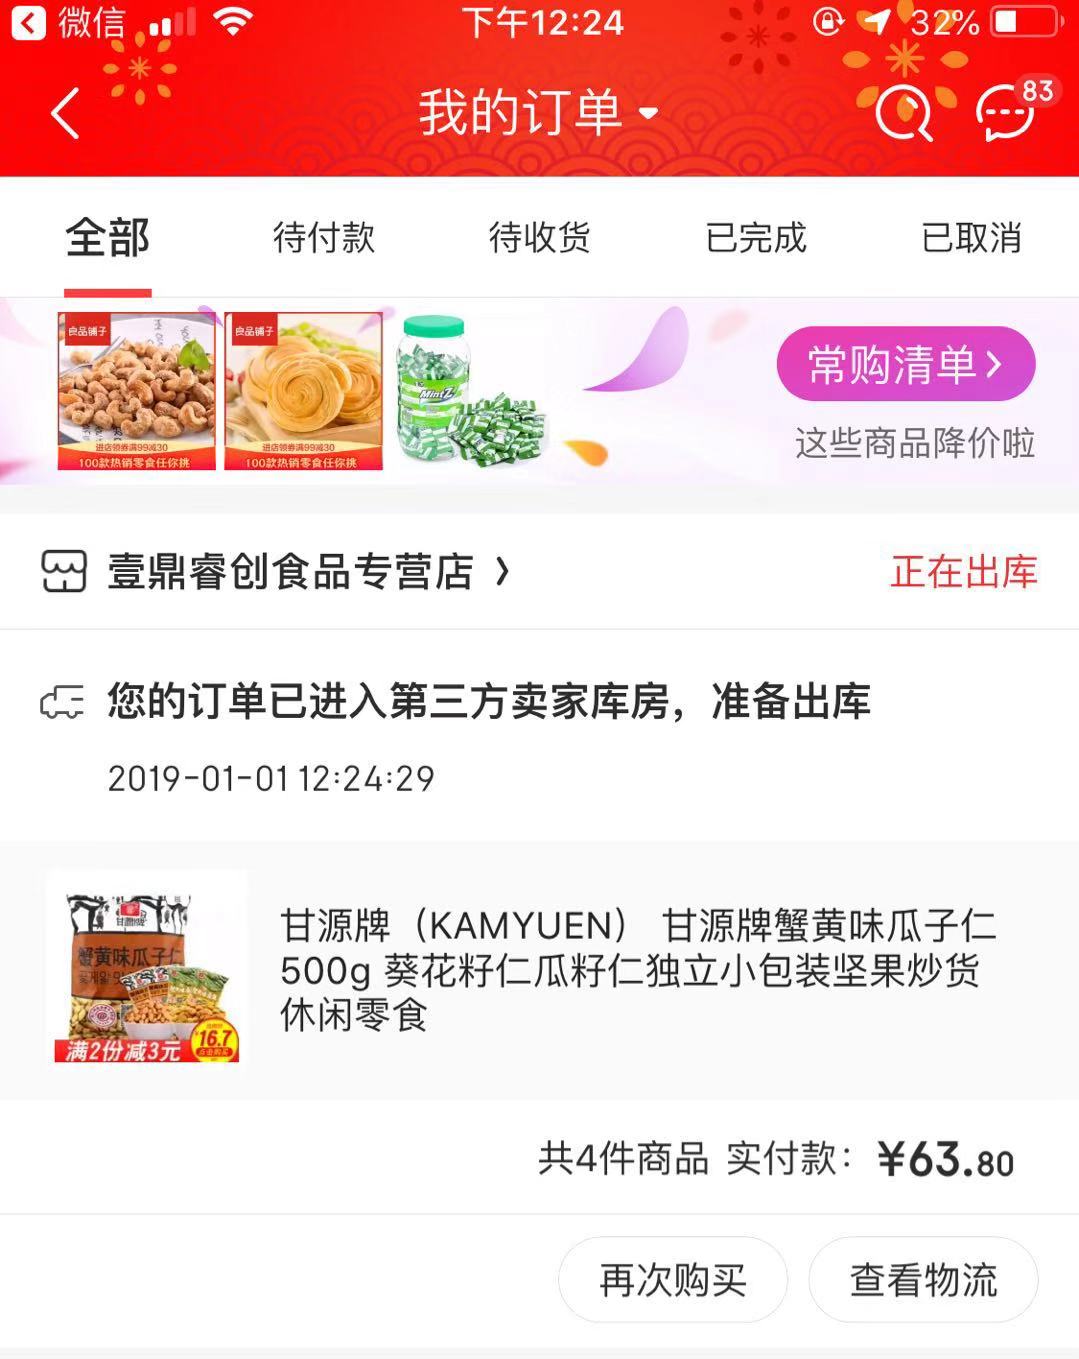 微信
下午12:24
32%
我的订单
83
全部
待付款
待收货
已完成
已取消
良品铺子
进店领券满99减30
100款热销零食任你挑
良品铺子
进店领券满99减30
100款热销零食任你挑
MintZ
常购清单
这些商品降价啦
壹鼎睿创食品专营店
正在出库
您的订单已进入第三方卖家库房，准备出库
2019-01-01 12:24:29
甘源牌
蟹黄味瓜子仁
满2份减3元
16.7
点击购买
甘源牌（KAMYUEN） 甘源牌蟹黄味瓜子仁
500g 葵花籽仁瓜籽仁独立小包装坚果炒货
休闲零食
共4件商品 实付款：¥63.80
再次购买
查看物流